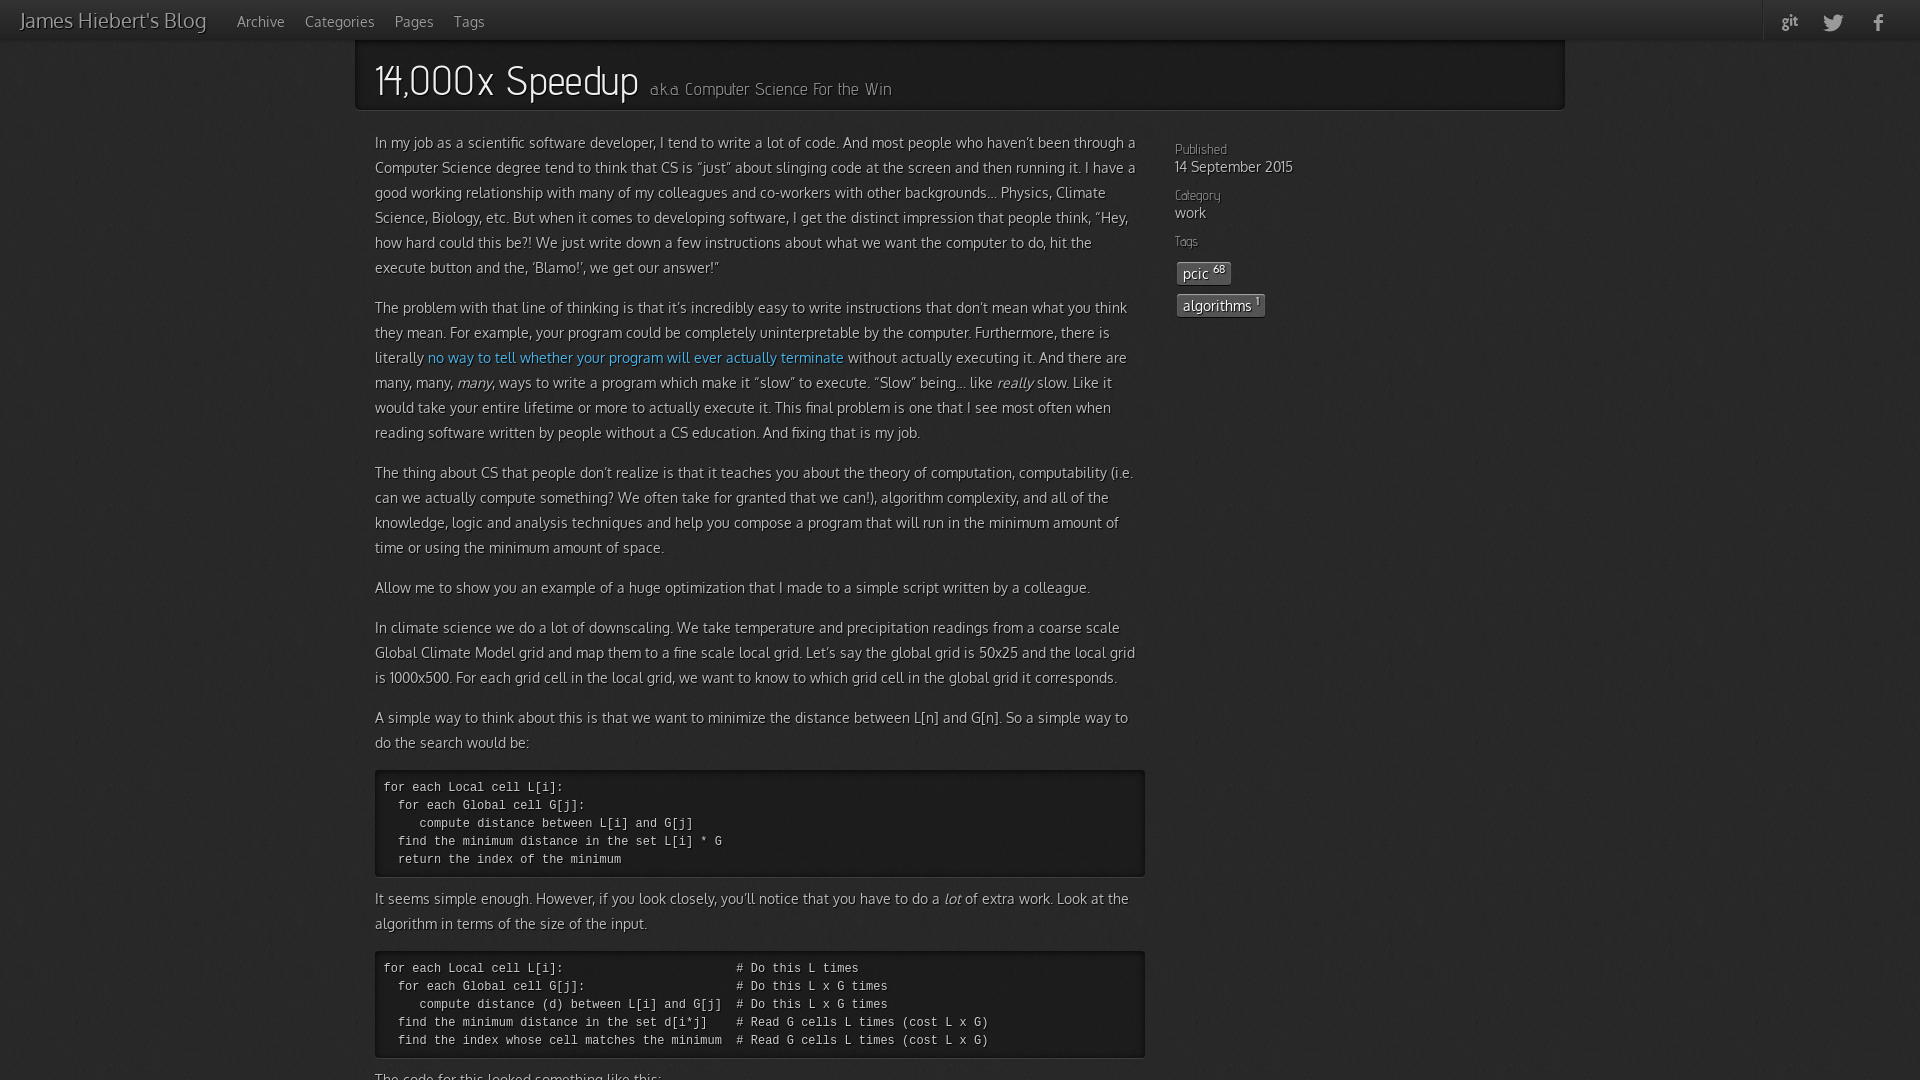 James Hiebert's Blog Archive Categories Pages Tags git
14,000x Speedup a.k.a. Computer Science For the Win
In my job as a scientific software developer, I tend to write a lot of code. And most people who haven’t been through a
Computer Science degree tend to think that CS is “just” about slinging code at the screen and then running it. I have a
good working relationship with many of my colleagues and co-workers with other backgrounds… Physics, Climate
Science, Biology, etc. But when it comes to developing software, I get the distinct impression that people think, “Hey,
how hard could this be?! We just write down a few instructions about what we want the computer to do, hit the
execute button and the, ‘Blamo!’, we get our answer!”
The problem with that line of thinking is that it’s incredibly easy to write instructions that don’t mean what you think
they mean. For example, your program could be completely uninterpretable by the computer. Furthermore, there is
literally no way to tell whether your program will ever actually terminate without actually executing it. And there are
many, many, many, ways to write a program which make it “slow” to execute. “Slow” being… like really slow. Like it
would take your entire lifetime or more to actually execute it. This final problem is one that I see most often when
reading software written by people without a CS education. And fixing that is my job.
The thing about CS that people don’t realize is that it teaches you about the theory of computation, computability (i.e.
can we actually compute something? We often take for granted that we can!), algorithm complexity, and all of the
knowledge, logic and analysis techniques and help you compose a program that will run in the minimum amount of
time or using the minimum amount of space.
Allow me to show you an example of a huge optimization that I made to a simple script written by a colleague.
In climate science we do a lot of downscaling. We take temperature and precipitation readings from a coarse scale
Global Climate Model grid and map them to a fine scale local grid. Let’s say the global grid is 50x25 and the local grid
is 1000x500. For each grid cell in the local grid, we want to know to which grid cell in the global grid it corresponds.
A simple way to think about this is that we want to minimize the distance between L[n] and G[n]. So a simple way to
do the search would be:
for each Local cell L[i]:
  for each Global cell G[j]:
     compute distance between L[i] and G[j]
  find the minimum distance in the set L[i] * G
  return the index of the minimum
It seems simple enough. However, if you look closely, you’ll notice that you have to do a lot of extra work. Look at the
algorithm in terms of the size of the input.
for each Local cell L[i]:                        # Do this L times
  for each Global cell G[j]:                     # Do this L x G times
     compute distance (d) between L[i] and G[j]  # Do this L x G times
  find the minimum distance in the set d[i*j]    # Read G cells L times (cost L x G)
  find the index whose cell matches the minimum  # Read G cells L times (cost L x G)
The code for this looked something like this:
Published
14 September 2015
Category
work
Tags
pcic 68
algorithms 1